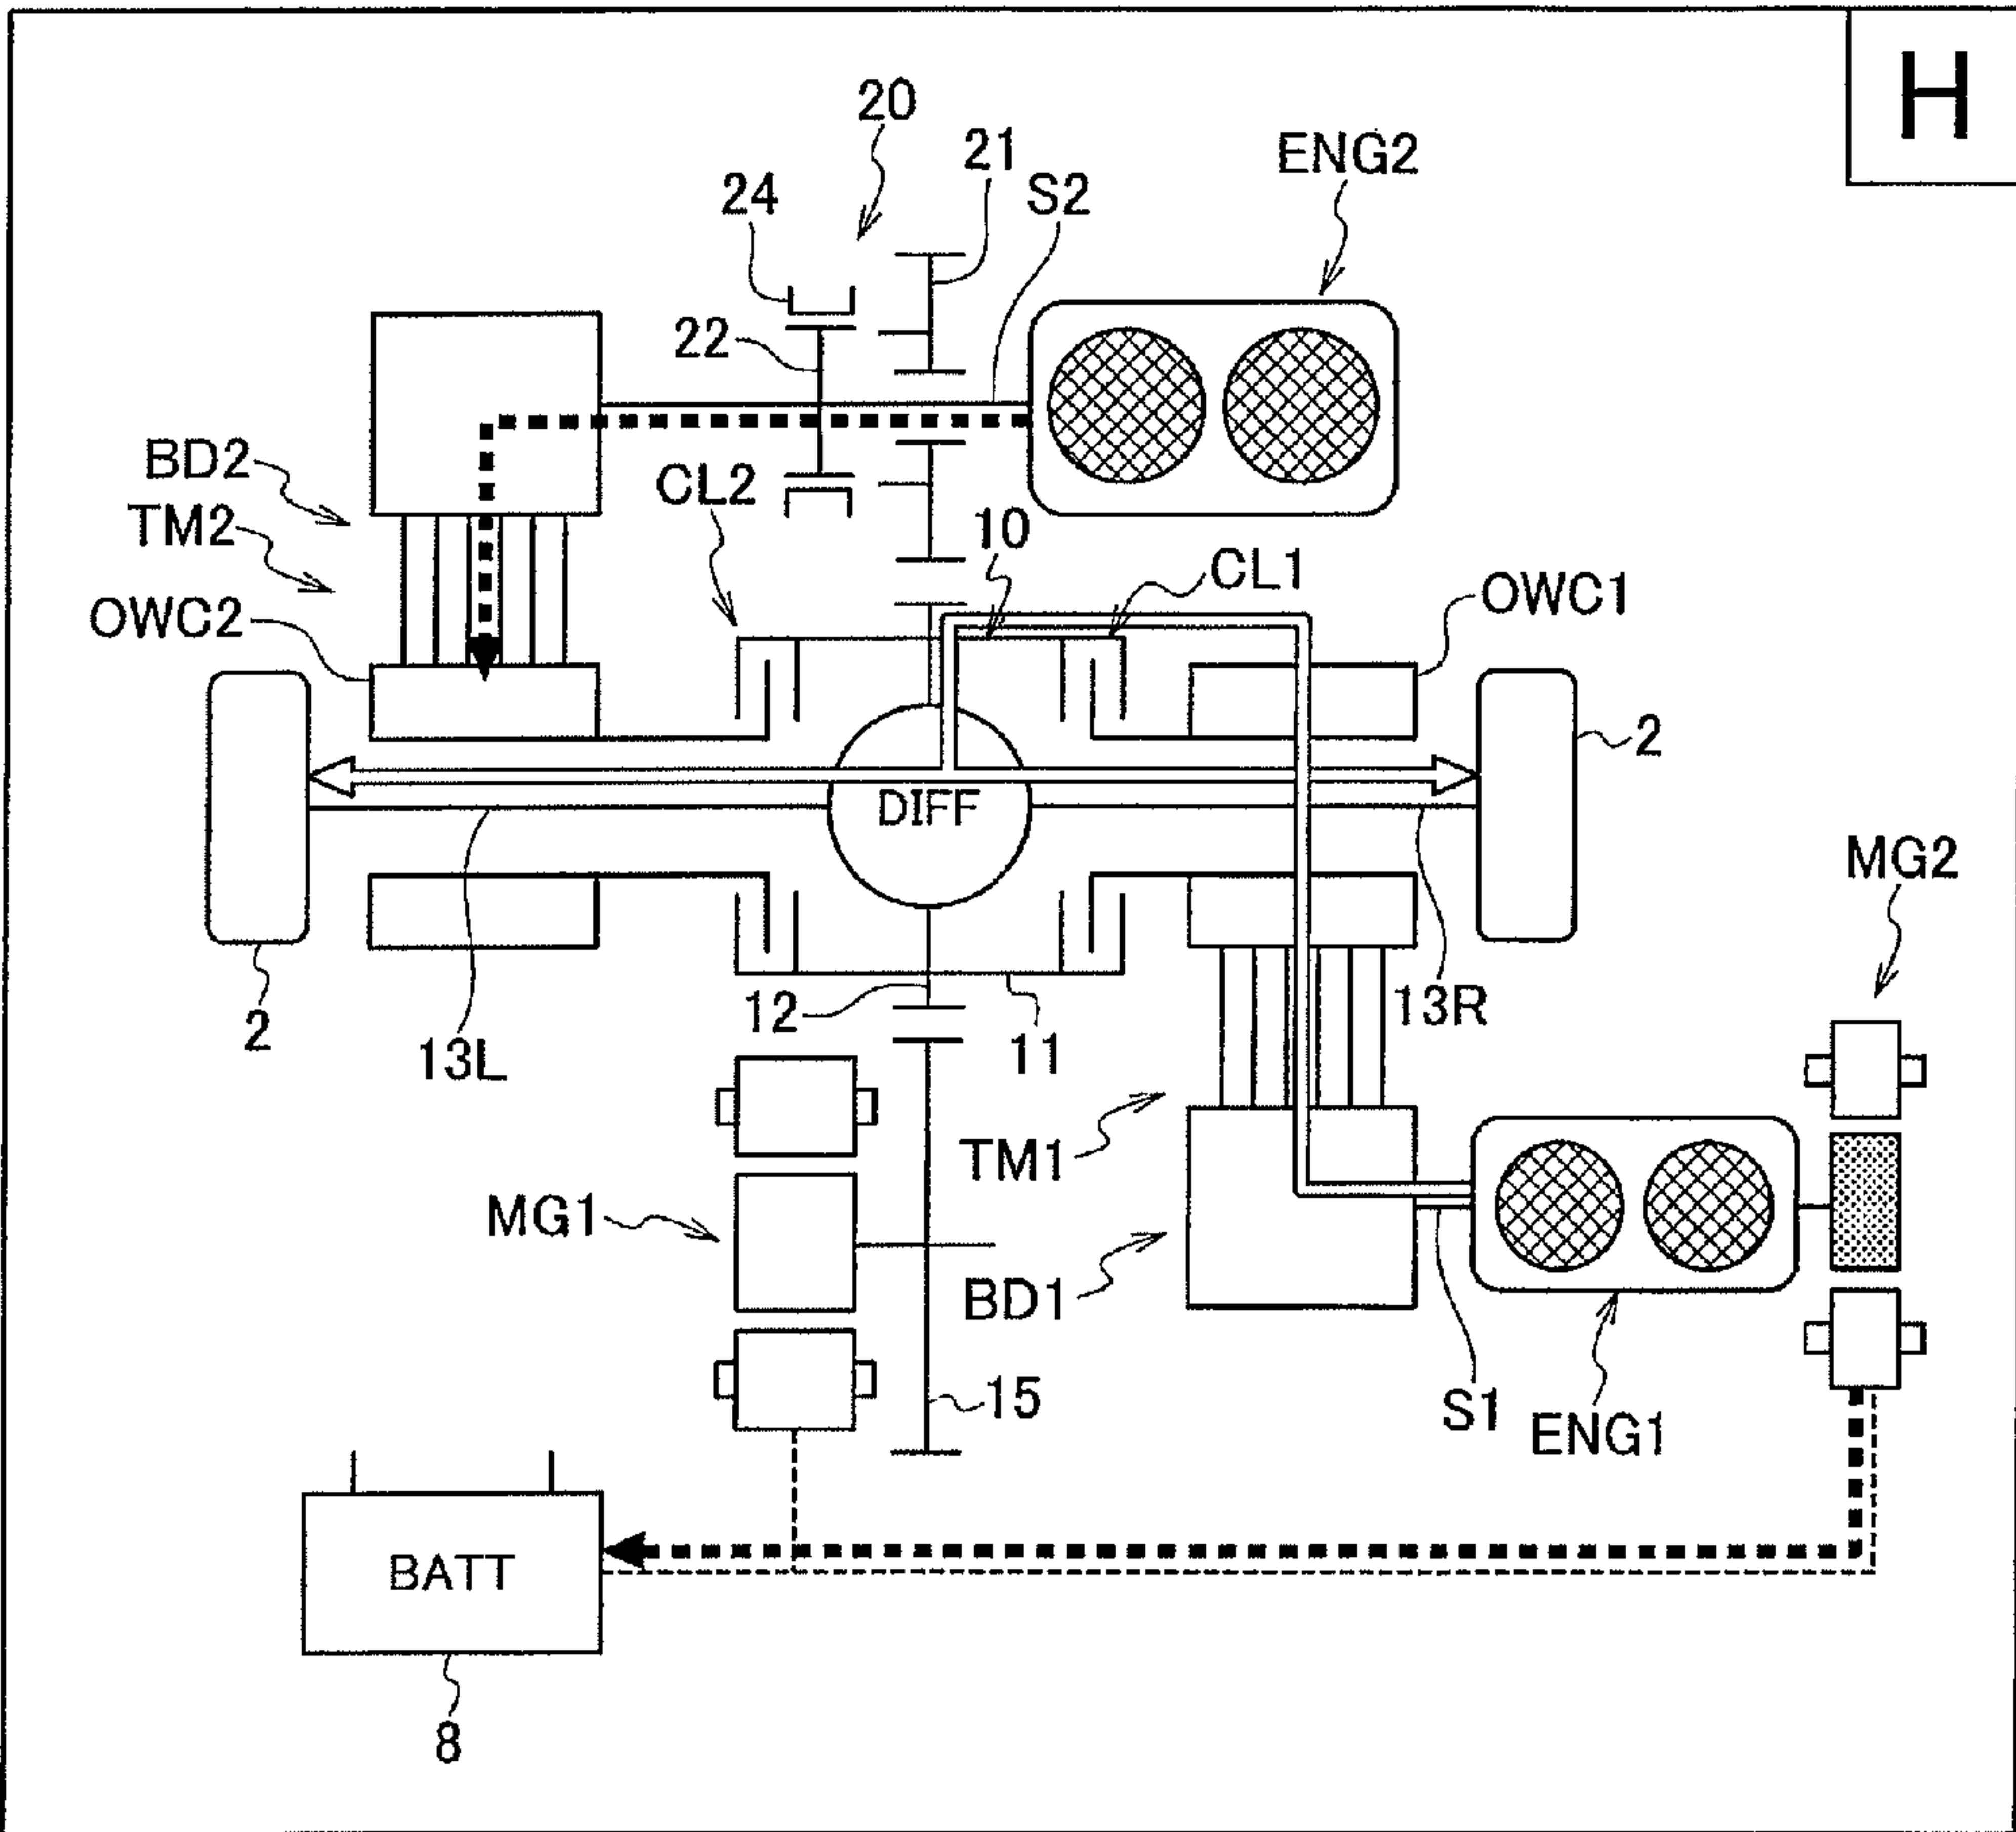 H
20
21
ENG2
24
S2
22
BD2
CL2
TM2
10
CL1
OWC1
OWC2
2
DIFF
MG2
12
13R
2
13L
11
TM1
MG1
BD1
15
S1
ENG1
BATT
8